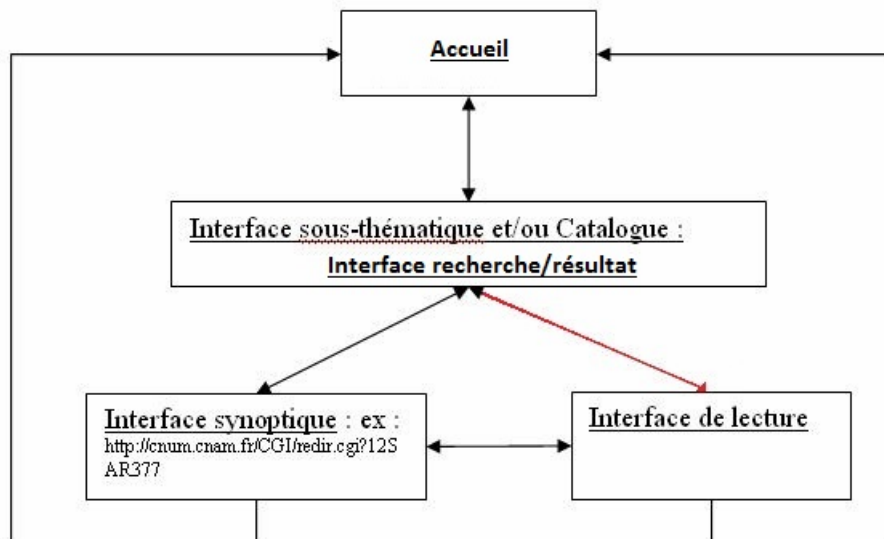 Accueil
Interface sous-thématique et/ou Catalogue :
Interface recherche/résultat
Interface synoptique : ex :
http://cnum.cnam.fr/CGI/redir.cgi?12S
AR377
Interface de lecture